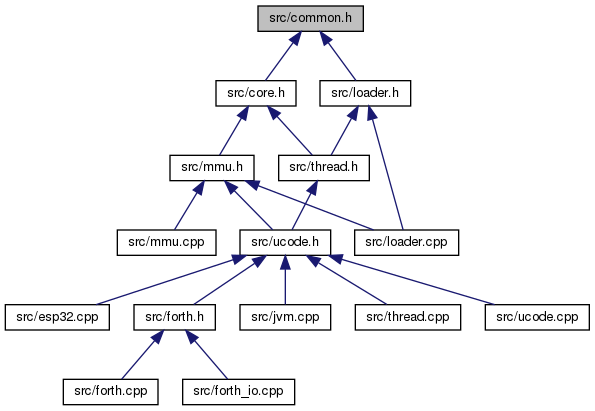 src/common.h
src/core.h
src/loader.h
src/mmu.h
src/thread.h
src/mmu.cpp
src/ucode.h
src/loader.cpp
src/esp32.cpp
src/forth.h
src/jvm.cpp
src/thread.cpp
src/ucode.cpp
src/forth.cpp
src/forth_io.cpp